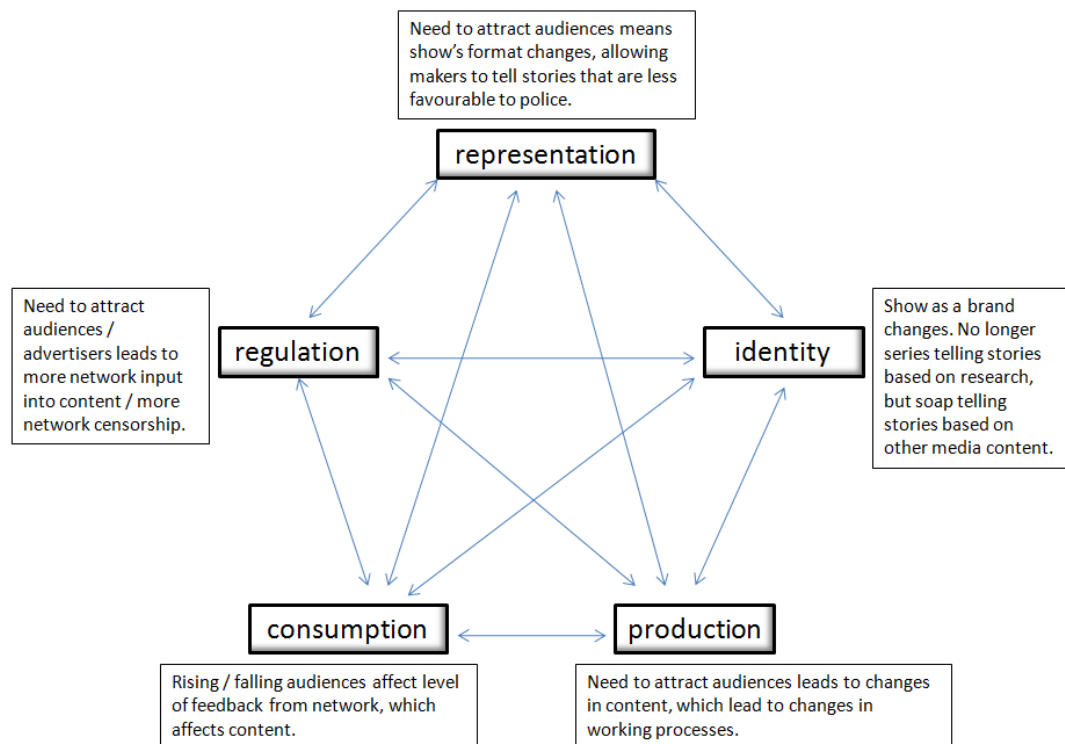 Need to attract audiences means
show's format changes, allowing
makers to tell stories that are less
favourable to police.
representation
Need to attract
audiences /
advertisers leads to
more network input
into content / more
network censorship.
regulation
identity
Show as a brand
changes. No longer
series telling stories
based on research,
but soap telling
stories based on
other media content.
consumption
production
Rising / falling audiences affect level
of feedback from network, which
affects content.
Need to attract audiences leads to changes
in content, which lead to changes in
working processes.